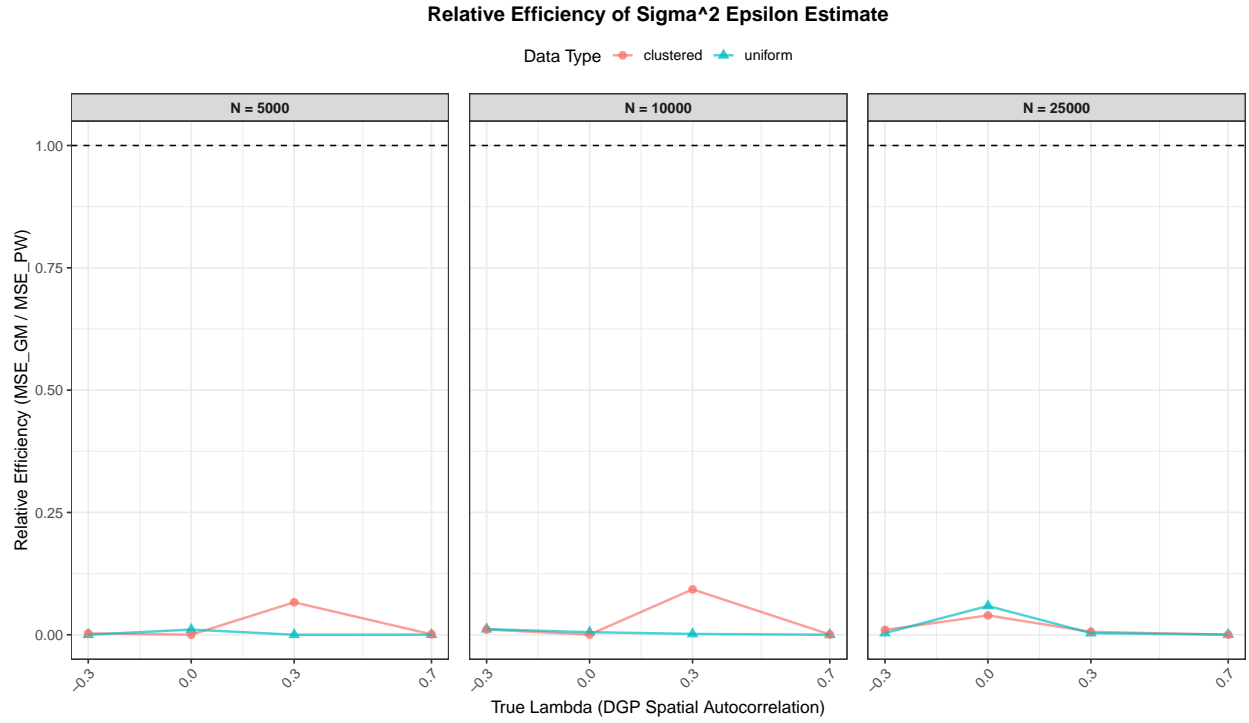 Relative Efficiency of Sigma^2 Epsilon Estimate
Data Type clustered uniform
N = 5000 N = 10000 N = 25000
1.00
0.75
0.50
0.25
0.00
Relative Efficiency (MSE_GM / MSE_PW)
−0.3 0.0 0.3 0.7 −0.3 0.0 0.3 0.7 −0.3 0.0 0.3 0.7
True Lambda (DGP Spatial Autocorrelation)